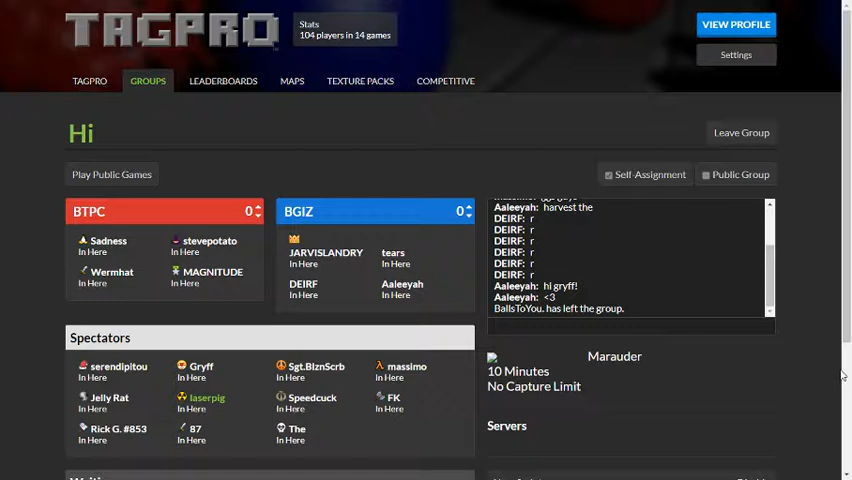 TAGPRO
Stats
104 players in 14 games
VIEW PROFILE
Settings
TAGPRO GROUPS LEADERBOARDS MAPS TEXTURE PACKS COMPETITIVE
Hi
Leave Group
Play Public Games
Self-Assignment
Public Group
BTPC 0
Sadness
In Here
stevepotato
In Here
Wermhat
In Here
MAGNITUDE
In Here
BGIZ 0
JARVISLANDRY
In Here
tears
In Here
DEIRF
In Here
Aaleeyah
In Here
Aaleeyah: harvest the
DEIRF: r
DEIRF: r
DEIRF: r
DEIRF: r
DEIRF: r
DEIRF: r
Aaleeyah: hi gryff!
Aaleeyah: <3
BallsToYou. has left the group.
Spectators
serendipitou
In Here
Gryff
In Here
Sgt.BlznScrb
In Here
massimo
In Here
Jelly Rat
In Here
laserpig
In Here
Speedcuck
In Here
FK
In Here
Rick G. #853
In Here
87
In Here
The
In Here
Marauder
10 Minutes
No Capture Limit
Servers